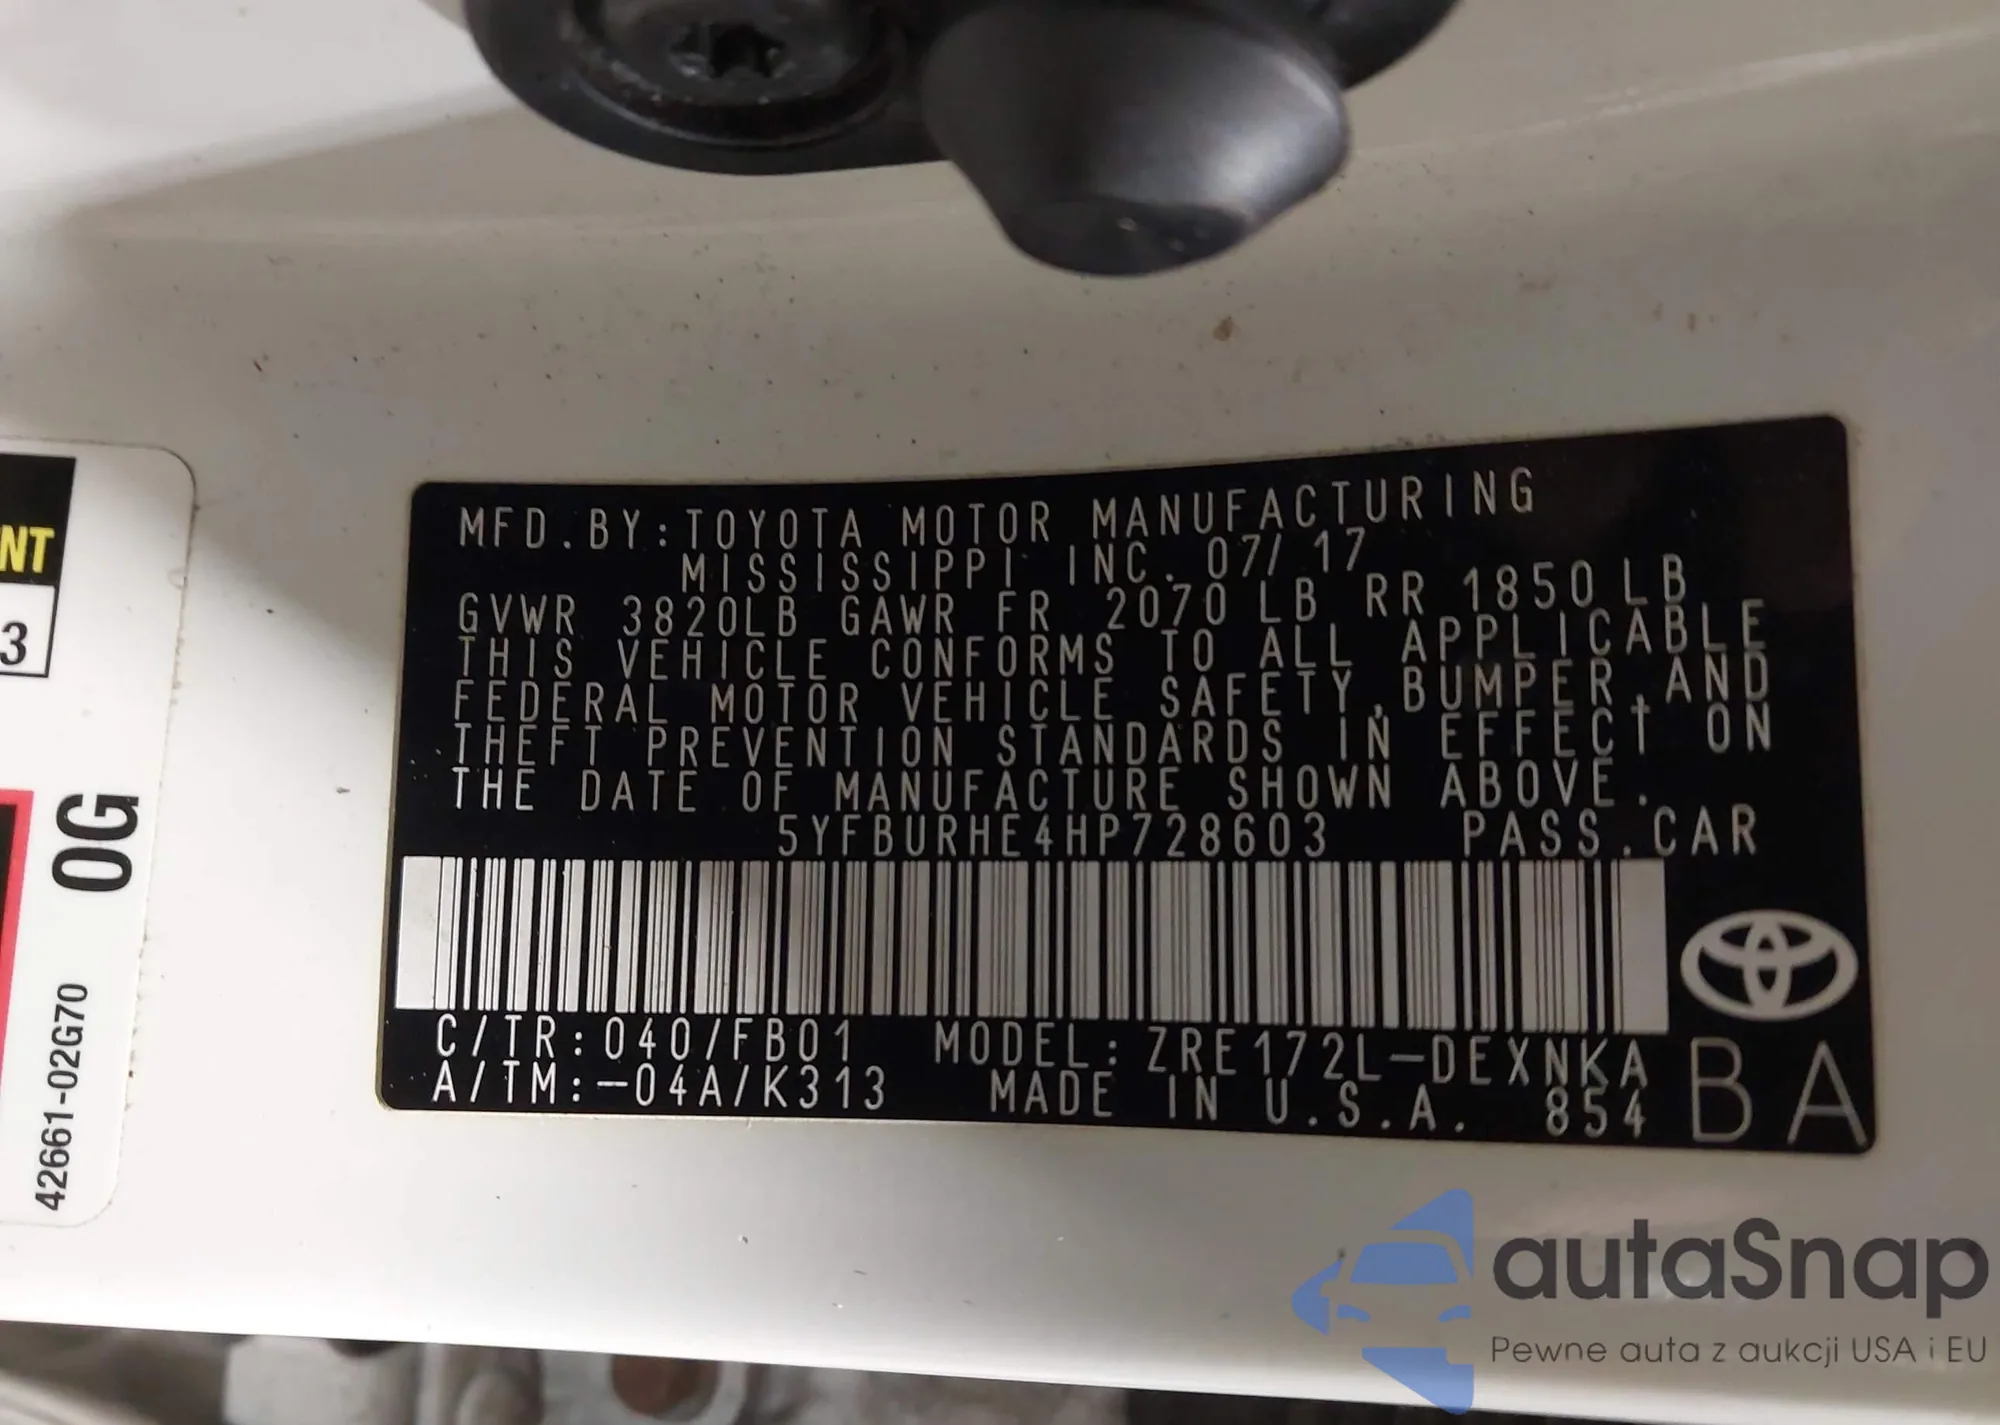 MFD.BY:TOYOTA MOTOR MANUFACTURING
MISSISSIPPI INC. 07/17
GVWR 3820LB GAWR FR 2070 LB RR 1850 LB
THIS VEHICLE CONFORMS TO ALL APPLICABLE
FEDERAL MOTOR VEHICLE SAFETY,BUMPER,AND
THEFT PREVENTION STANDARDS IN EFFECT ON
THE DATE OF MANUFACTURE SHOWN ABOVE.
5YFBURHE4HP728603 PASS.CAR
C/TR:040/FB01 MODEL:ZRE172L-DEXNKA
A/TM:-04A/K313 MADE IN U.S.A. 854
BA
NT
3
0G
42661-02G70
autaSnap
Pewne auta z aukcji USA i EU